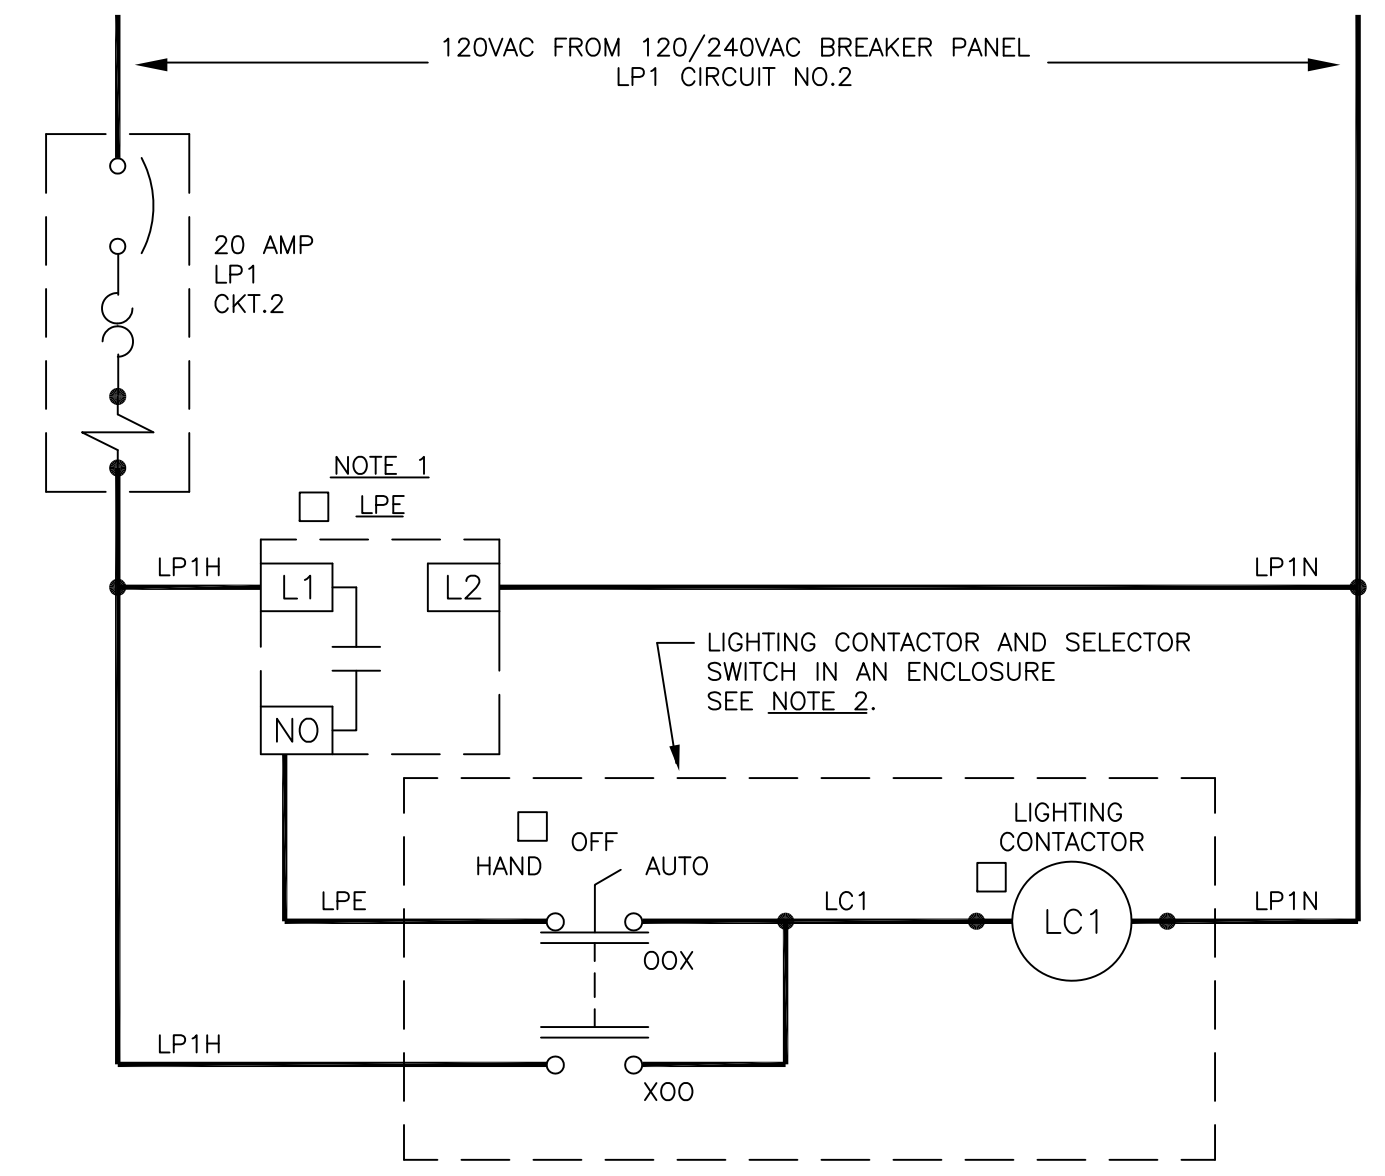 120VAC FROM 120/240VAC BREAKER PANEL
LP1 CIRCUIT NO.2
20 AMP
LP1
CKT.2
NOTE 1
LPE
LP1H
L1
L2
LP1N
LIGHTING CONTACTOR AND SELECTOR
SWITCH IN AN ENCLOSURE
SEE NOTE 2.
NO
LIGHTING
CONTACTOR
OFF
HAND
AUTO
LPE
LC1
LC1
LP1N
OOX
LP1H
XOO